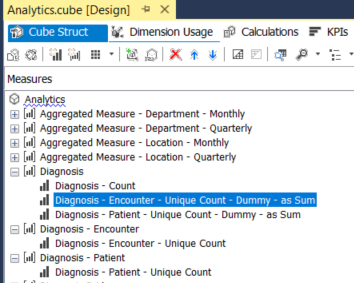 Analytics.cube [Design]
Cube Struct Dimension Usage Calculations KPIs
Measures
Analytics
Aggregated Measure - Department - Monthly
Aggregated Measure - Department - Quarterly
Aggregated Measure - Location - Monthly
Aggregated Measure - Location - Quarterly
Diagnosis
Diagnosis - Count
Diagnosis - Encounter - Unique Count - Dummy - as Sum
Diagnosis - Patient - Unique Count - Dummy - as Sum
Diagnosis - Encounter
Diagnosis - Encounter - Unique Count
Diagnosis - Patient
Diagnosis - Patient - Unique Count